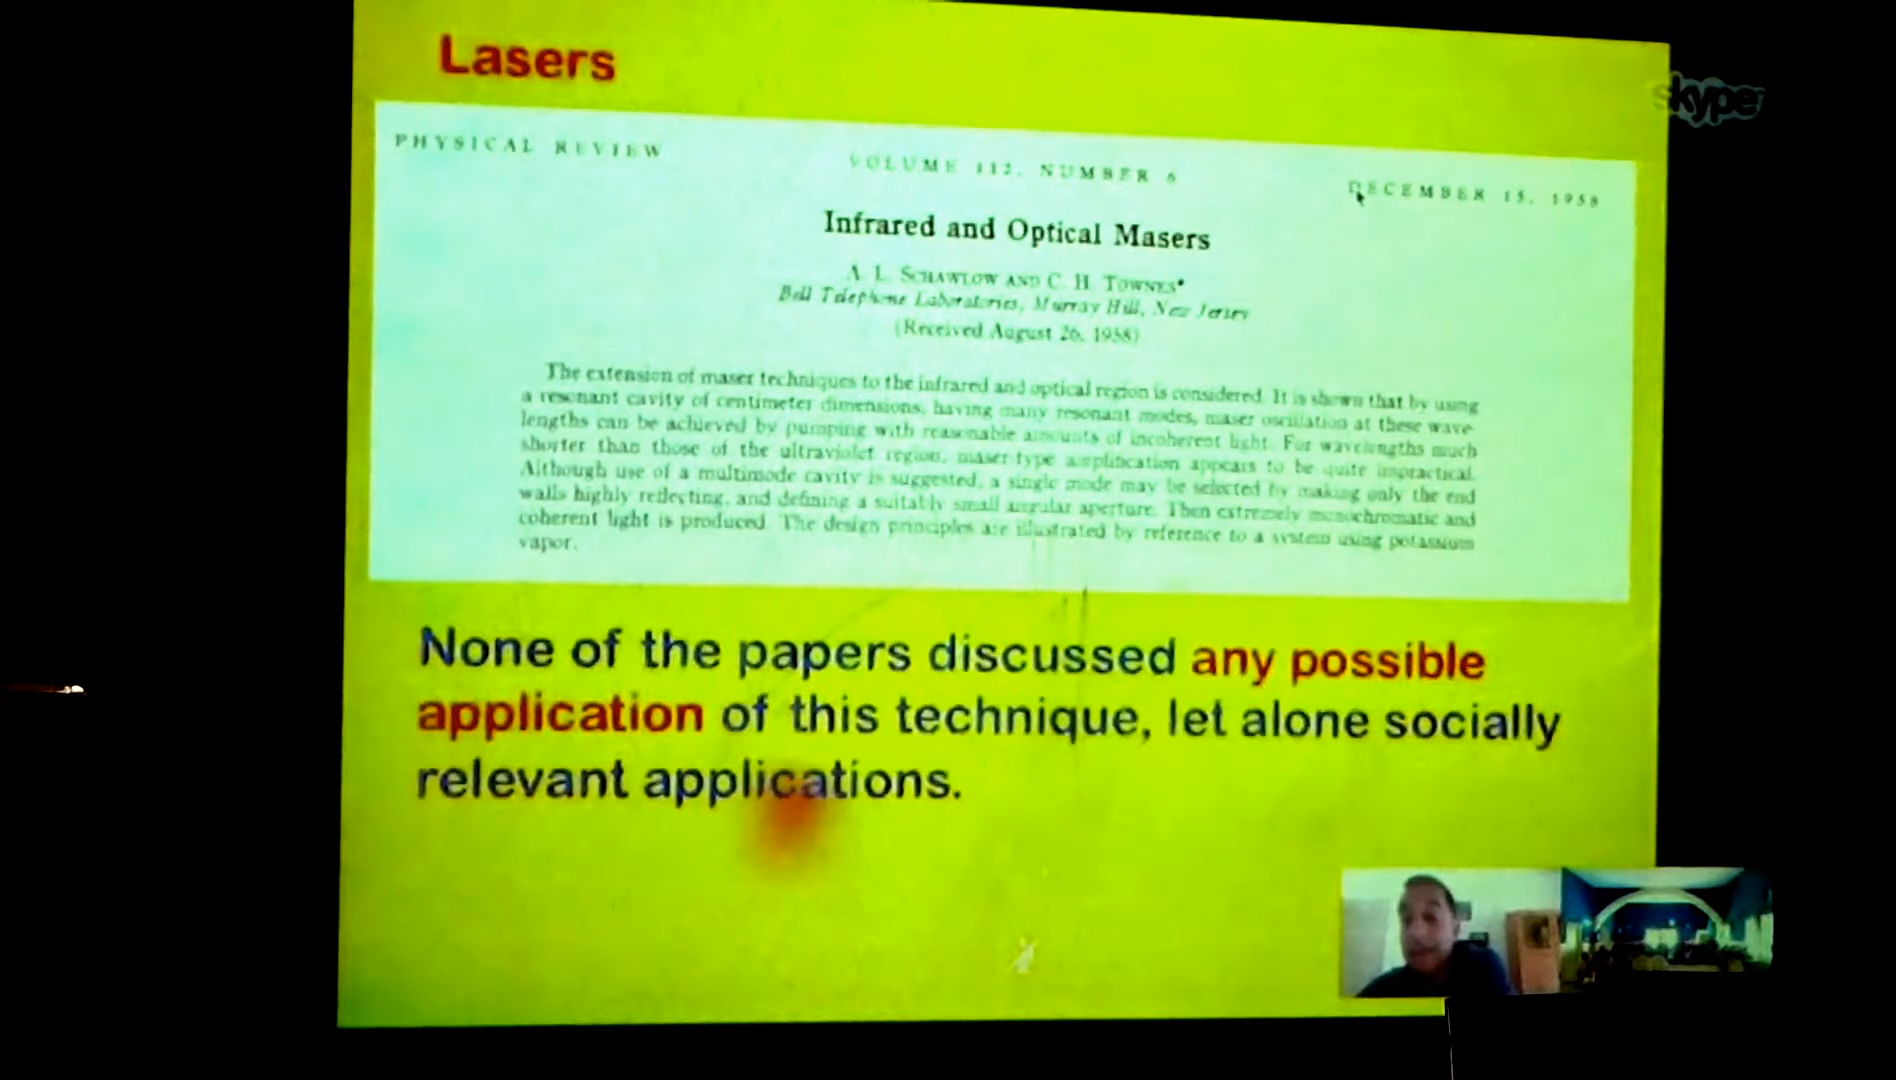 Lasers
skype
PHYSICAL REVIEW VOLUME 112, NUMBER 6 DECEMBER 15, 1958
Infrared and Optical Masers
A. L. SCHAWLOW AND C. H. TOWNES*
Bell Telephone Laboratories, Murray Hill, New Jersey
(Received August 26, 1958)
The extension of maser techniques to the infrared and optical region is considered. It is shown that by using
a resonant cavity of centimeter dimensions, having many resonant modes, maser oscillation at these wave-
lengths can be achieved by pumping with reasonable amounts of incoherent light. For wavelengths much
shorter than those of the ultraviolet region, maser-type amplification appears to be quite impractical.
Although use of a multimode cavity is suggested, a single mode may be selected by making only the end
walls highly reflecting, and defining a suitably small angular aperture. Then extremely monochromatic and
coherent light is produced. The design principles are illustrated by reference to a system using potassium
vapor.
None of the papers discussed any possible
application of this technique, let alone socially
relevant applications.